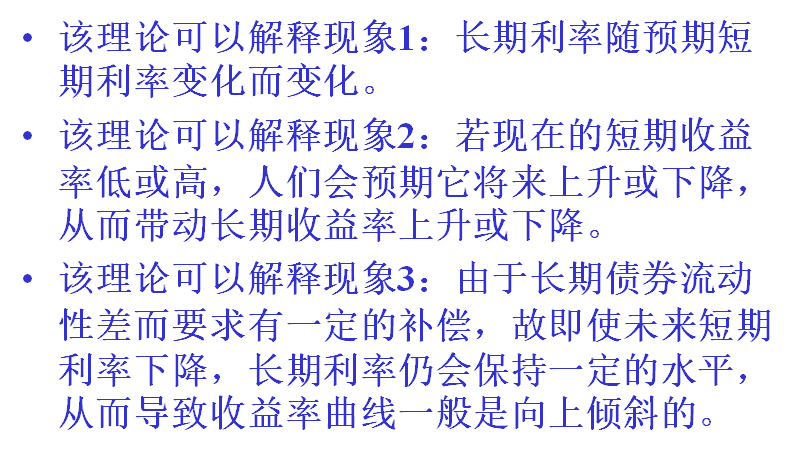 • 该理论可以解释现象1：长期利率随预期短
期利率变化而变化。
• 该理论可以解释现象2：若现在的短期收益
率低或高，人们会预期它将来上升或下降，
从而带动长期收益率上升或下降。
• 该理论可以解释现象3：由于长期债券流动
性差而要求有一定的补偿，故即使未来短期
利率下降，长期利率仍会保持一定的水平，
从而导致收益率曲线一般是向上倾斜的。